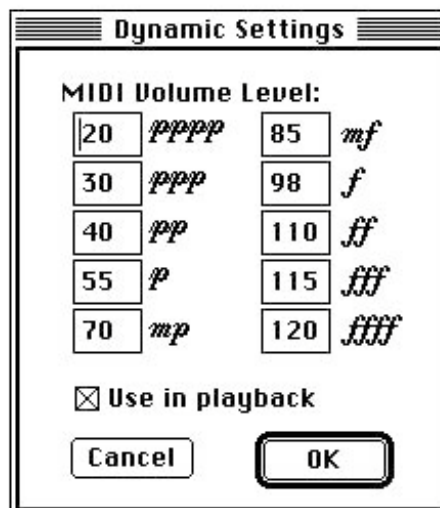 Dynamic Settings
MIDI Volume Level:
20 pppp 85 mf
30 ppp 98 f
40 pp 110 ff
55 p 115 fff
70 mp 120 ffff
Use in playback
Cancel OK